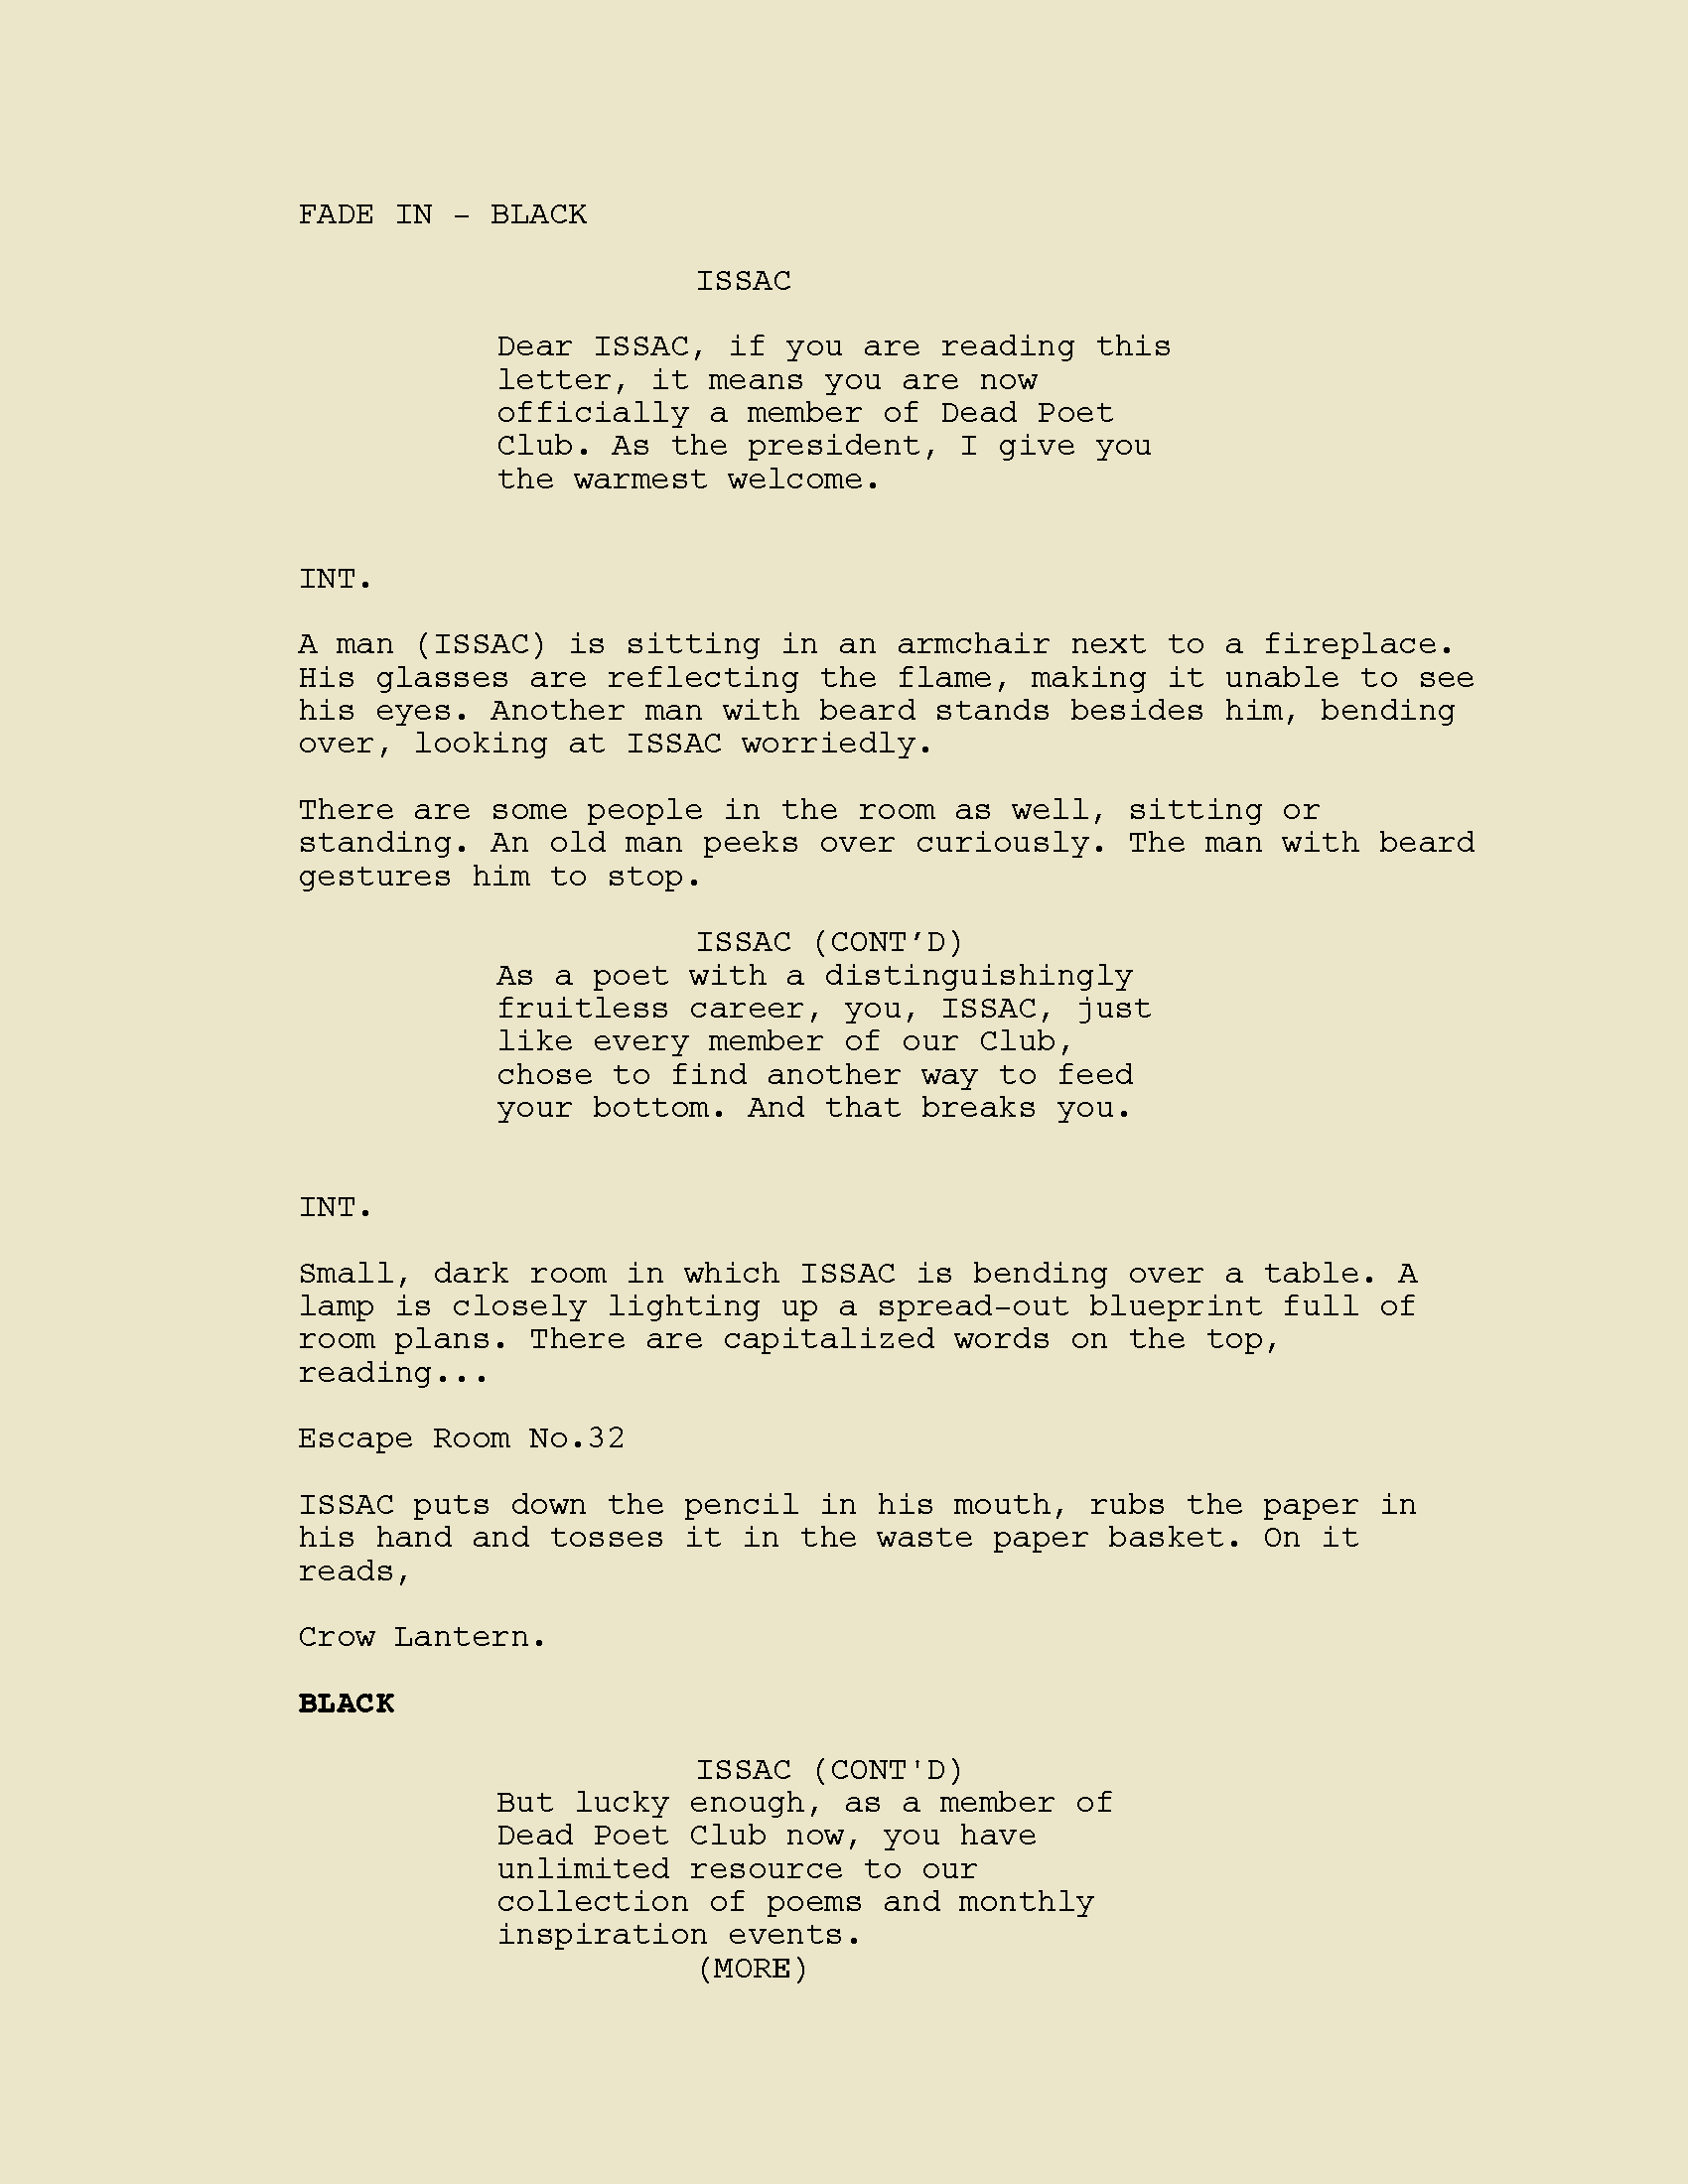 FADE IN - BLACK
ISSAC
Dear ISSAC, if you are reading this
letter, it means you are now
officially a member of Dead Poet
Club. As the president, I give you
the warmest welcome.
INT.
A man (ISSAC) is sitting in an armchair next to a fireplace.
His glasses are reflecting the flame, making it unable to see
his eyes. Another man with beard stands besides him, bending
over, looking at ISSAC worriedly.
There are some people in the room as well, sitting or
standing. An old man peeks over curiously. The man with beard
gestures him to stop.
ISSAC (CONT’D)
As a poet with a distinguishingly
fruitless career, you, ISSAC, just
like every member of our Club,
chose to find another way to feed
your bottom. And that breaks you.
INT.
Small, dark room in which ISSAC is bending over a table. A
lamp is closely lighting up a spread-out blueprint full of
room plans. There are capitalized words on the top,
reading...
Escape Room No.32
ISSAC puts down the pencil in his mouth, rubs the paper in
his hand and tosses it in the waste paper basket. On it
reads,
Crow Lantern.
BLACK
ISSAC (CONT'D)
But lucky enough, as a member of
Dead Poet Club now, you have
unlimited resource to our
collection of poems and monthly
inspiration events.
(MORE)